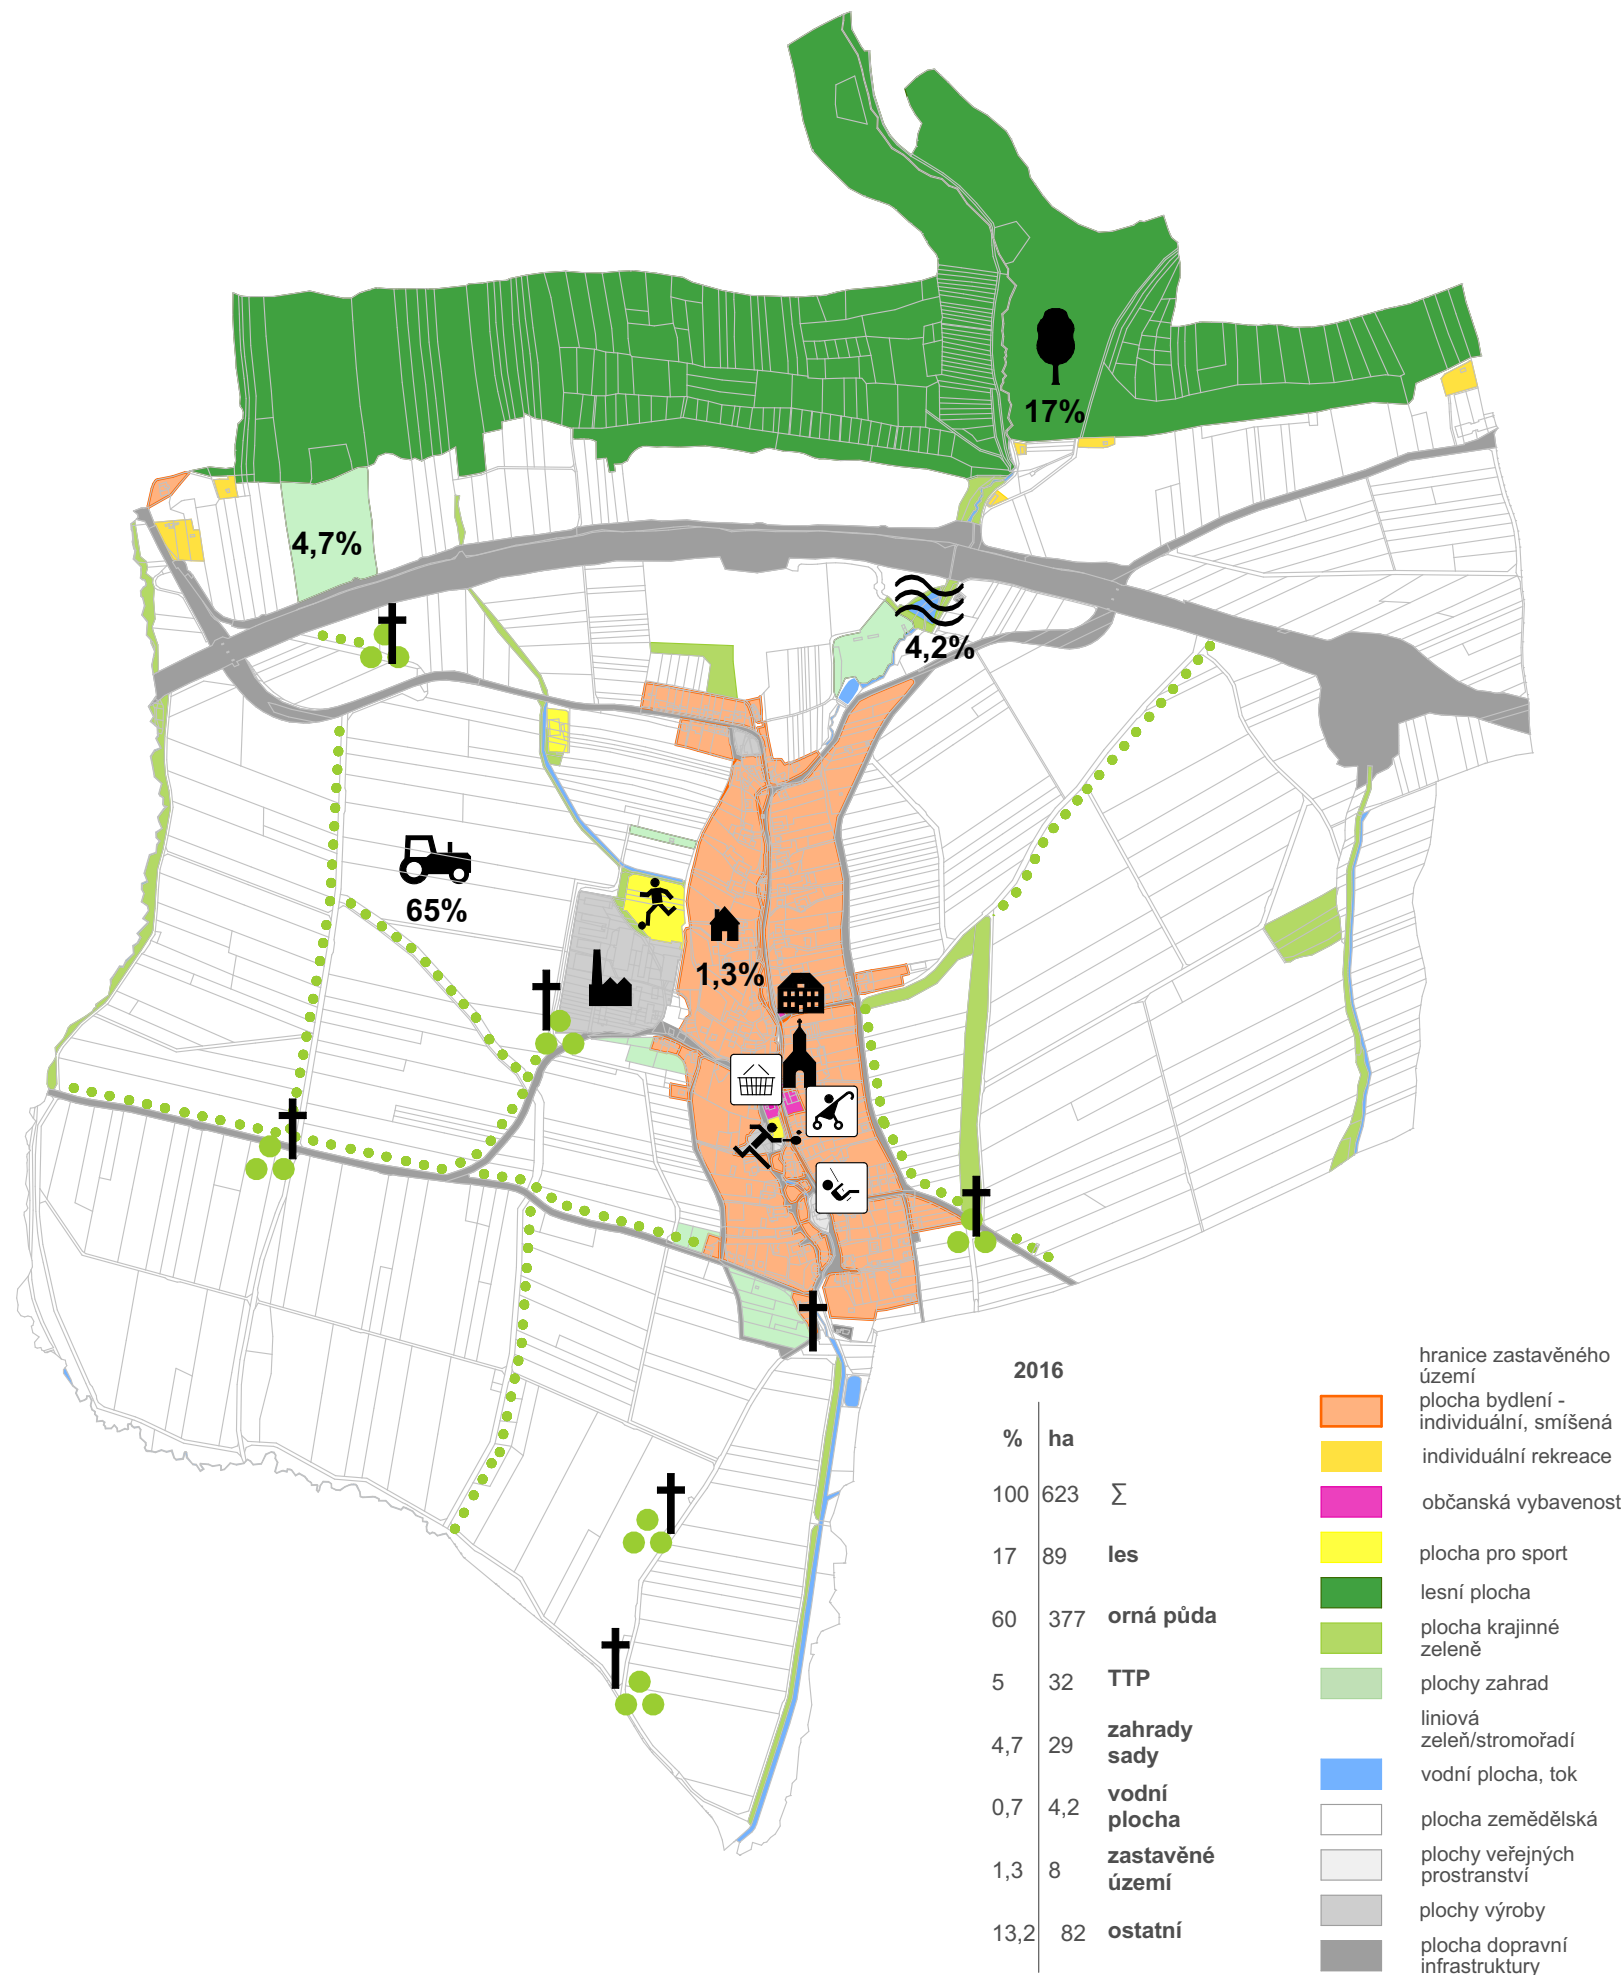 17%
4,7%
4,2%
65%
1,3%
2016
% ha
100 623 ∑
17 89 les
60 377 orná půda
5 32 TTP
4,7 29 zahrady
sady
0,7 4,2 vodní
plocha
1,3 8 zastavěné
území
13,2 82 ostatní
hranice zastavěného
území
plocha bydlení -
individuální, smíšená
individuální rekreace
občanská vybavenost
plocha pro sport
lesní plocha
plocha krajinné
zeleně
plochy zahrad
liniová
zeleň/stromořadí
vodní plocha, tok
plocha zemědělská
plochy veřejných
prostranství
plochy výroby
plocha dopravní
infrastruktury